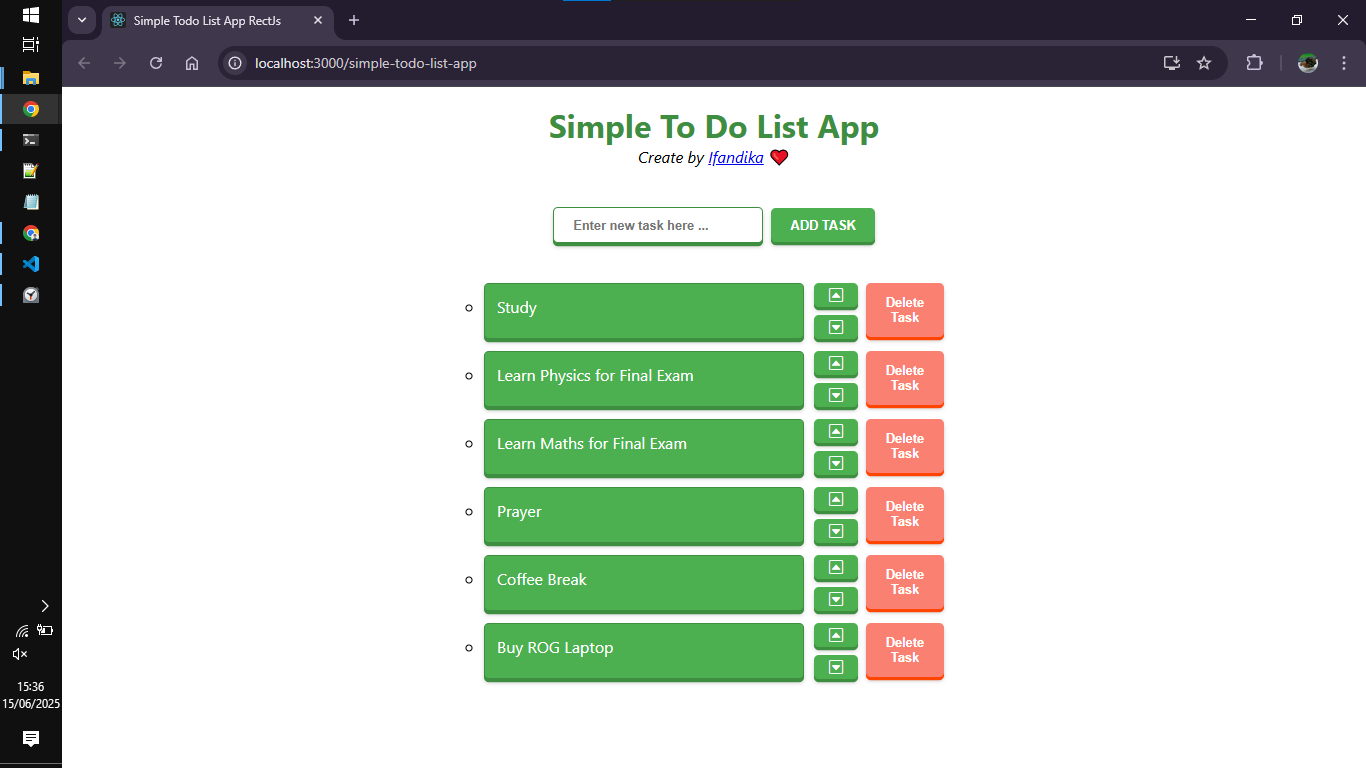 Simple Todo List App RectJs
localhost:3000/simple-todo-list-app
Simple To Do List App
Create by Ifandika
Enter new task here ...
ADD TASK
Study
Delete
Task
Learn Physics for Final Exam
Delete
Task
Learn Maths for Final Exam
Delete
Task
Prayer
Delete
Task
Coffee Break
Delete
Task
Buy ROG Laptop
Delete
Task
15:36
15/06/2025